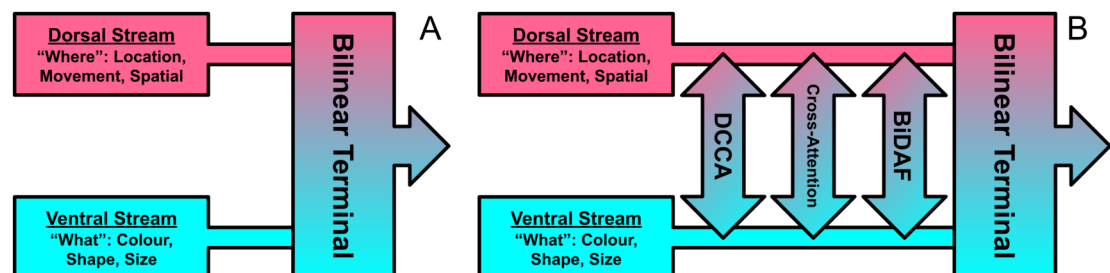 Dorsal Stream
“Where”: Location,
Movement, Spatial
Ventral Stream
“What”: Colour,
Shape, Size
Bilinear Terminal
A
Dorsal Stream
“Where”: Location,
Movement, Spatial
Ventral Stream
“What”: Colour,
Shape, Size
DCCA
Cross-Attention
BiDAF
Bilinear Terminal
B